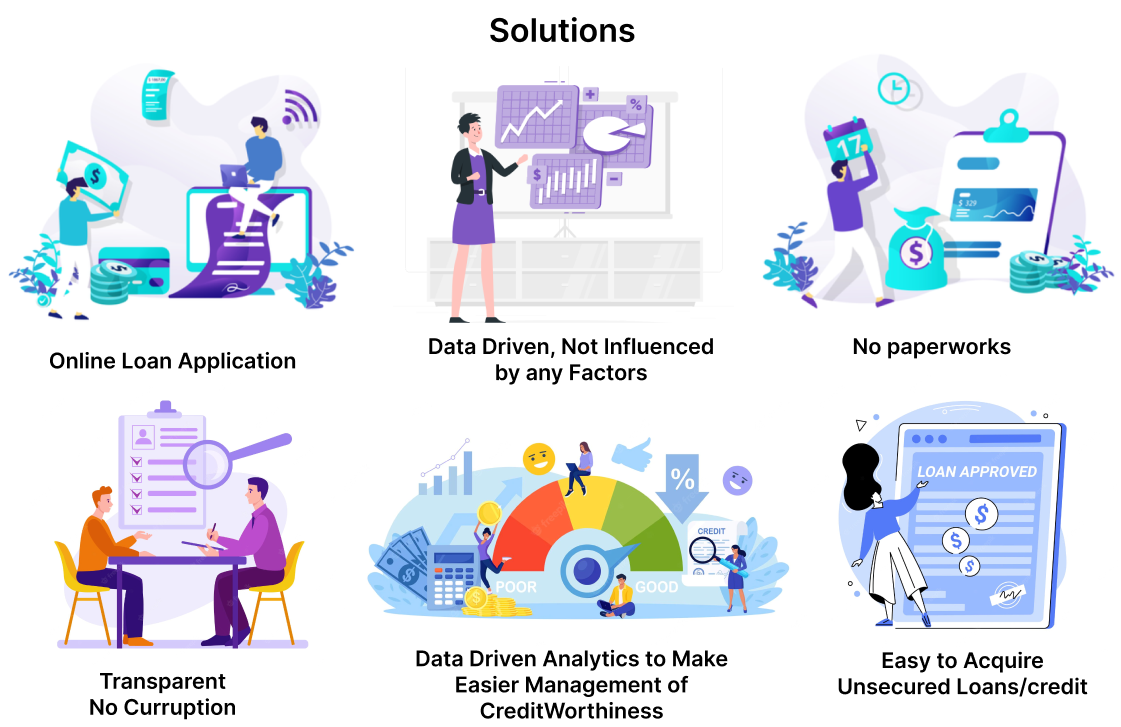 Solutions
%
$
$
17
$ 329
$
$
Online Loan Application
Data Driven, Not Influenced
by any Factors
No paperworks
%
CREDIT
LOAN APPROVED
$
$
$
$
$
POOR
GOOD
Transparent
No Curruption
Data Driven Analytics to Make
Easier Management of
CreditWorthiness
Easy to Acquire
Unsecured Loans/credit